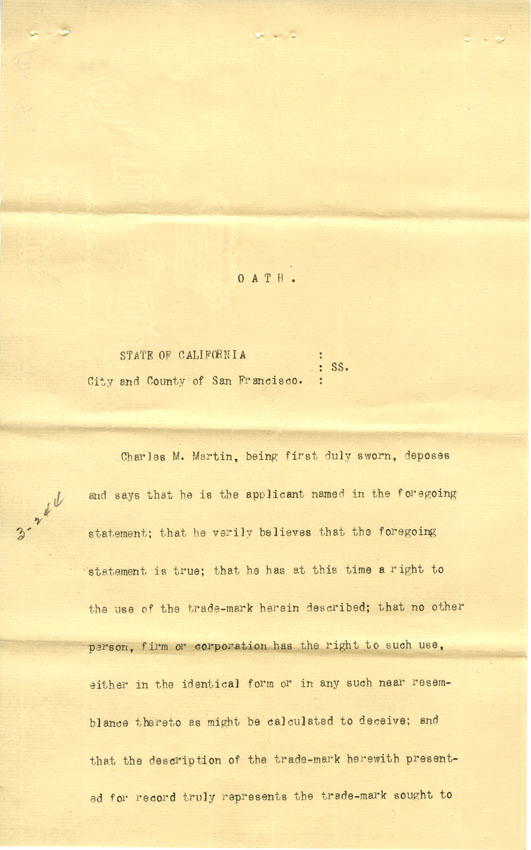 OATH.
STATE OF CALIFORNIA :
: SS.
City and County of San Francisco. :
Charles M. Martin, being first duly sworn, deposes
and says that he is the applicant named in the foregoing
statement; that he verily believes that the foregoing
statement is true; that he has at this time a right to
the use of the trade-mark herein described; that no other
person, firm or corporation has the right to such use,
either in the identical form or in any such near resem-
blance thereto as might be calculated to deceive; and
that the description of the trade-mark herewith present-
ed for record truly represents the trade-mark sought to
3-244